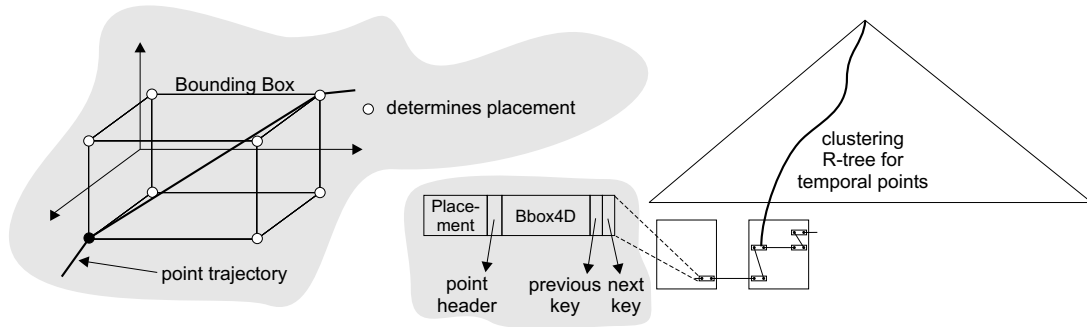 Bounding Box
determines placement
point trajectory
Place-
ment
Bbox4D
point
header
previous
key
next
key
clustering
R-tree for
temporal points